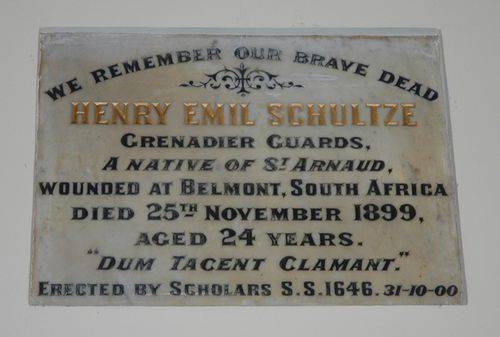 WE REMEMBER OUR BRAVE DEAD
HENRY EMIL SCHULTZE
GRENADIER GUARDS,
A NATIVE OF ST ARNAUD,
WOUNDED AT BELMONT, SOUTH AFRICA
DIED 25TH NOVEMBER 1899,
AGED 24 YEARS.
"DUM TACENT CLAMANT."
ERECTED BY SCHOLARS S.S.1646. 31-10-00